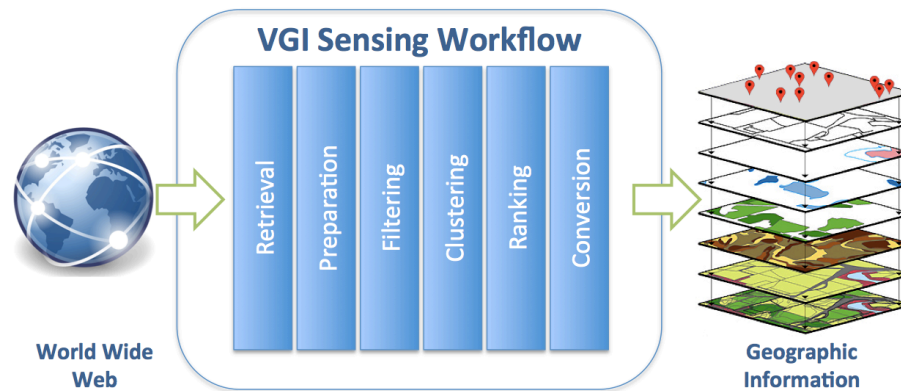 VGI Sensing Workflow
Retrieval
Preparation
Filtering
Clustering
Ranking
Conversion
World Wide
Web
Geographic
Information